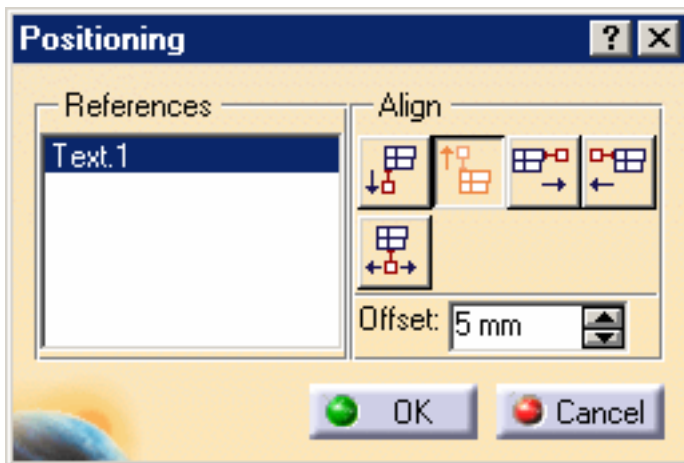 Positioning
References
Align
Text.1
Offset:
5 mm
OK
Cancel